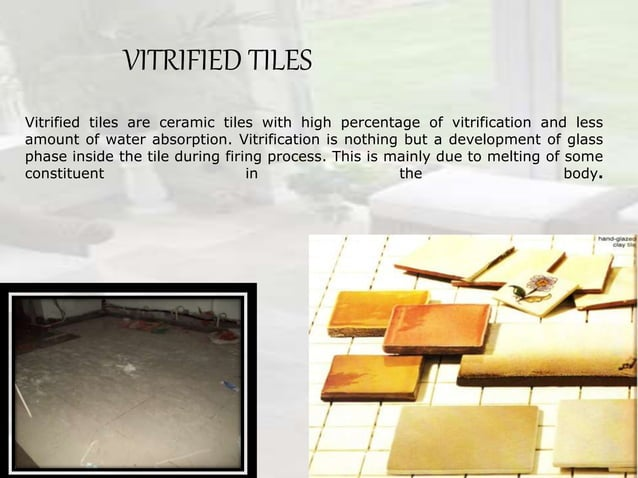 VITRIFIED TILES
Vitrified tiles are ceramic tiles with high percentage of vitrification and less
amount of water absorption. Vitrification is nothing but a development of glass
phase inside the tile during firing process. This is mainly due to melting of some
constituent in the body.
hand-glazed
clay tile